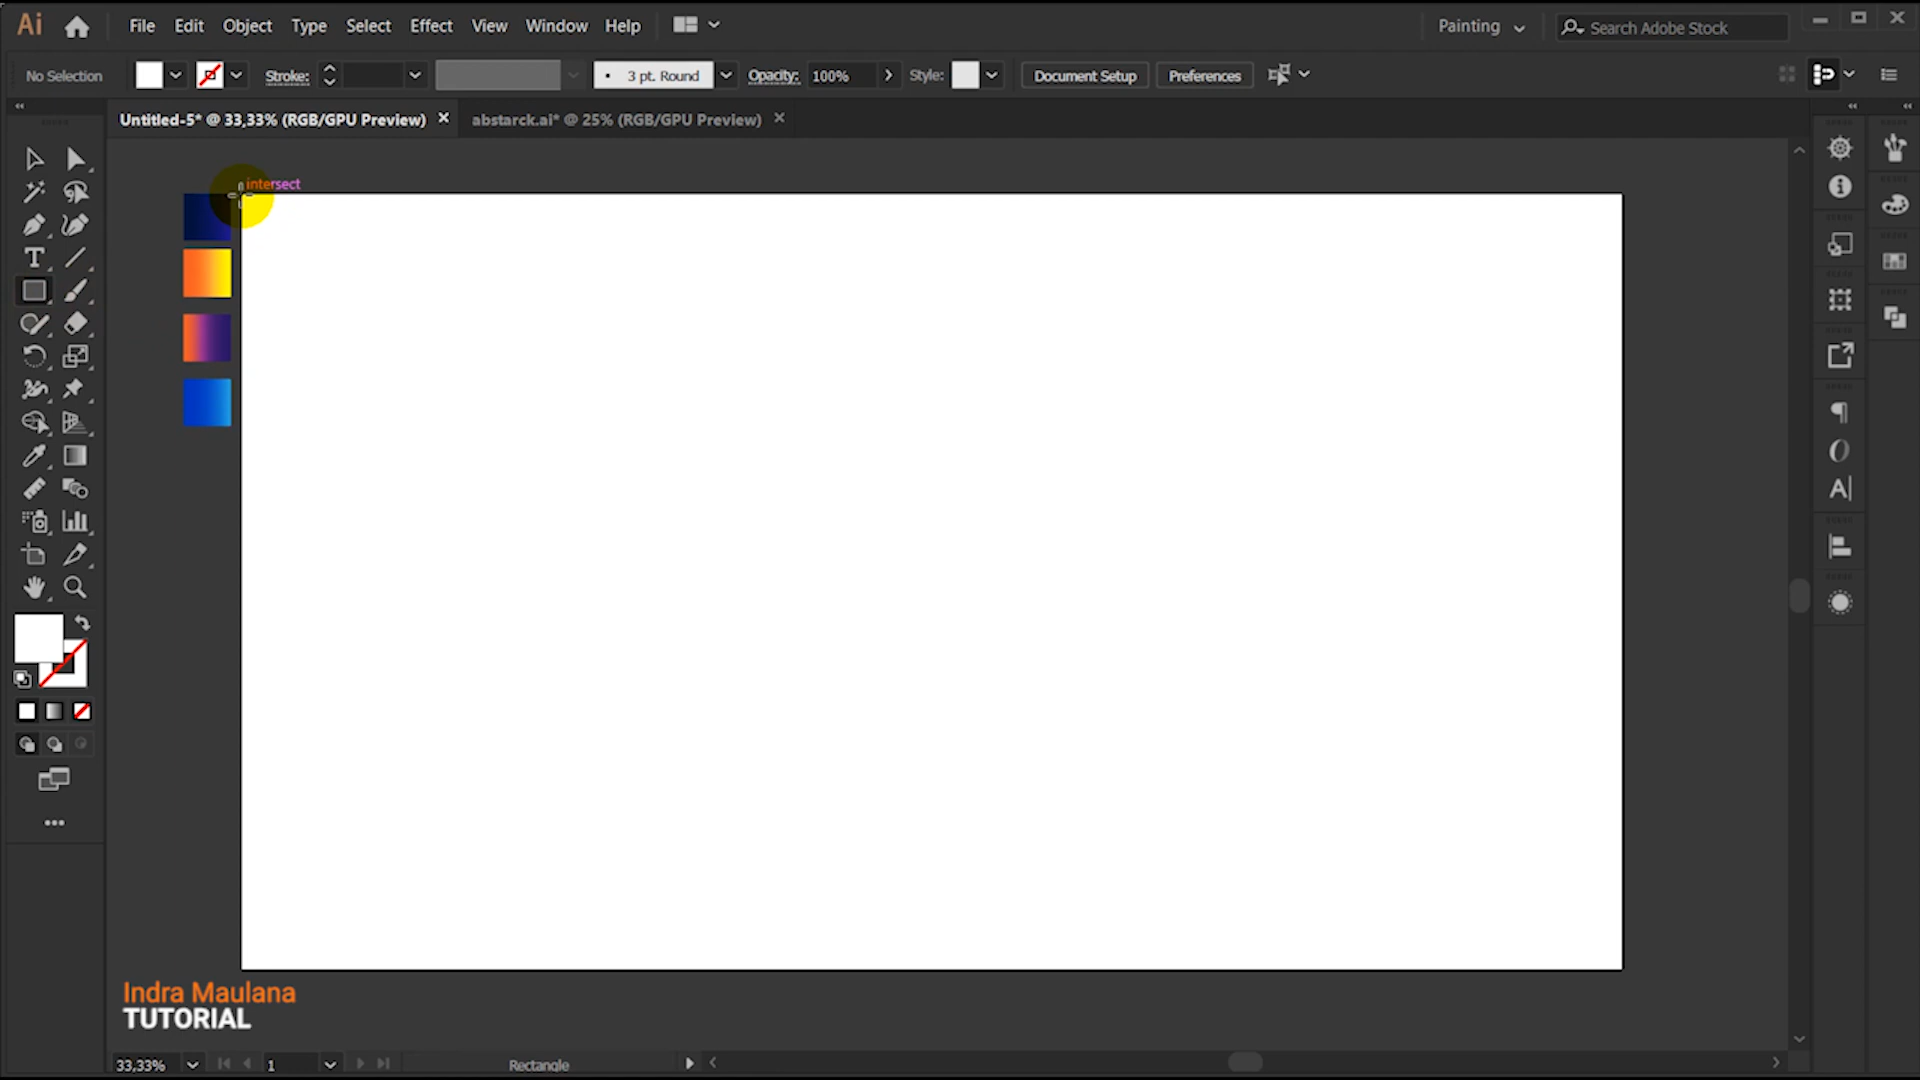 Ai
File Edit Object Type Select Effect View Window Help
Painting
Search Adobe Stock
No Selection
Stroke:
3 pt. Round
Opacity: 100%
Style:
Document Setup
Preferences
Untitled-5* @ 33,33% (RGB/GPU Preview)
abstarck.ai* @ 25% (RGB/GPU Preview)
intersect
Indra Maulana
TUTORIAL
33,33%
1
Rectangle